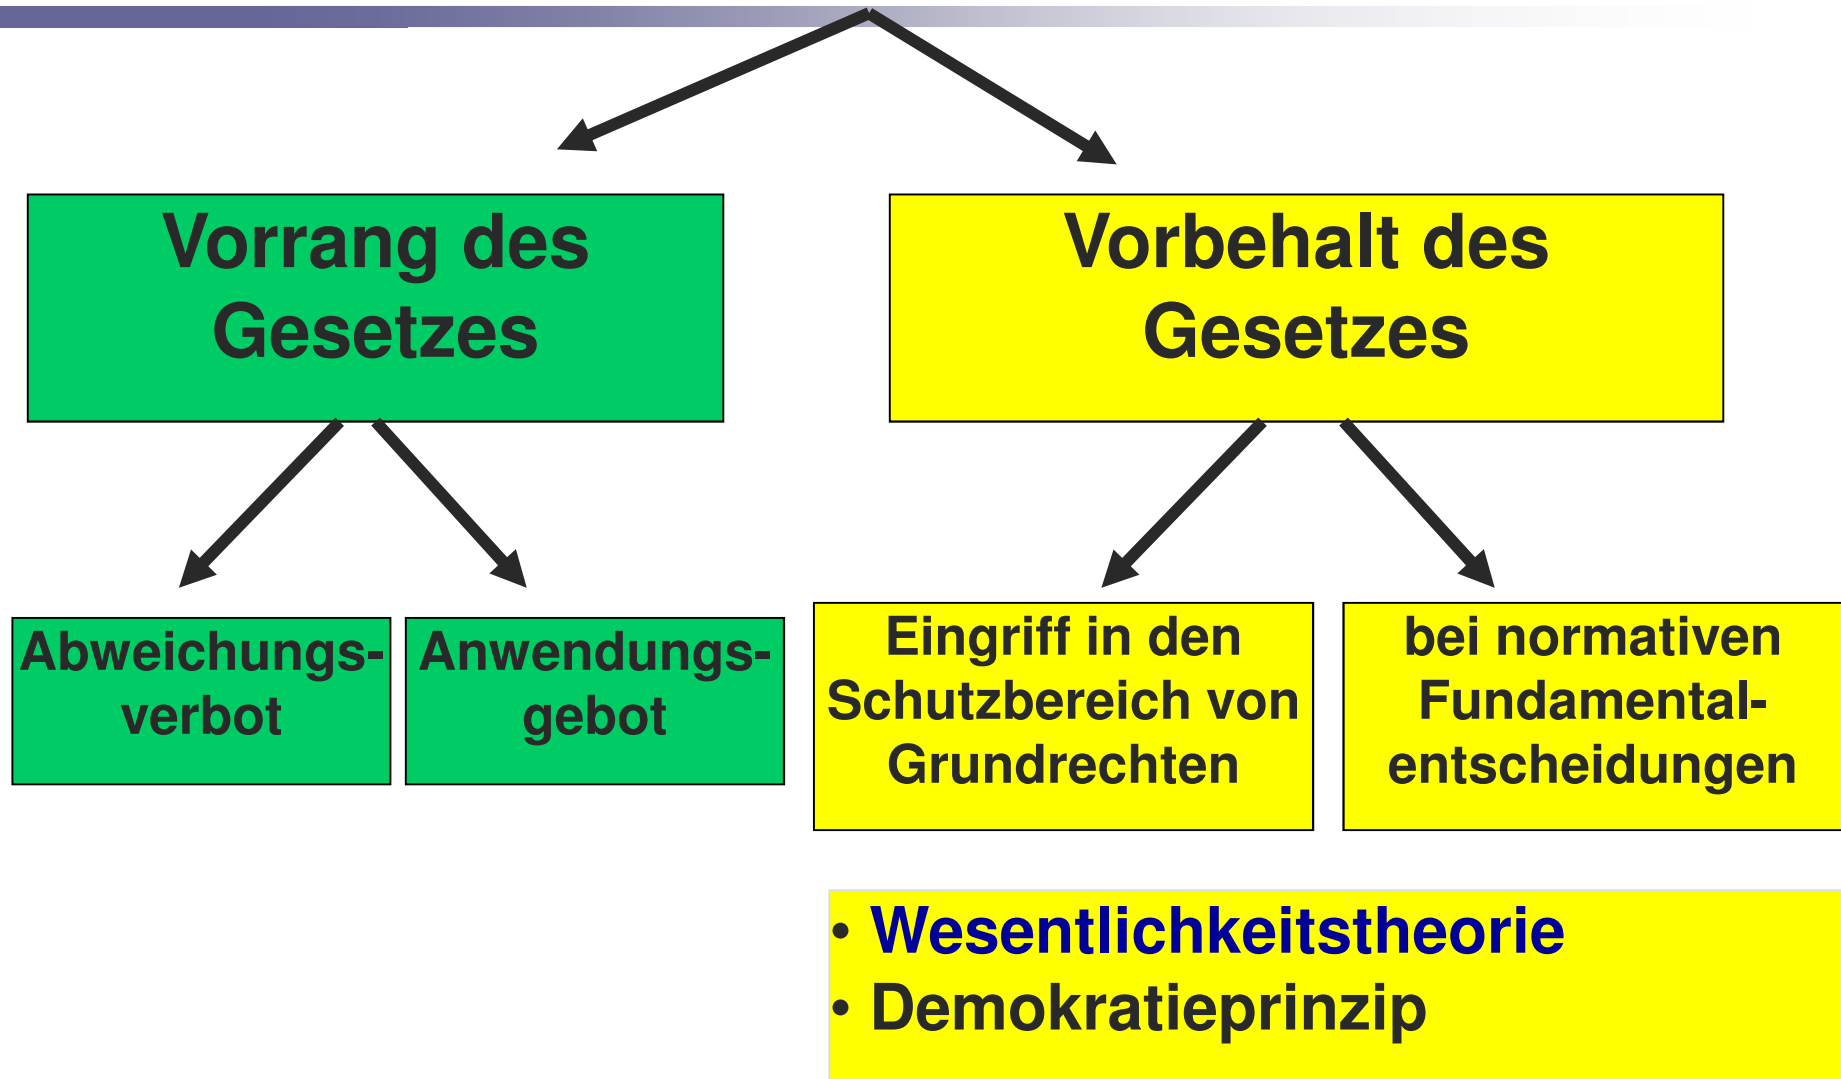 Vorrang des
Gesetzes
Vorbehalt des
Gesetzes
Abweichungs-
verbot
Anwendungs-
gebot
Eingriff in den
Schutzbereich von
Grundrechten
bei normativen
Fundamental-
entscheidungen
• Wesentlichkeitstheorie
• Demokratieprinzip